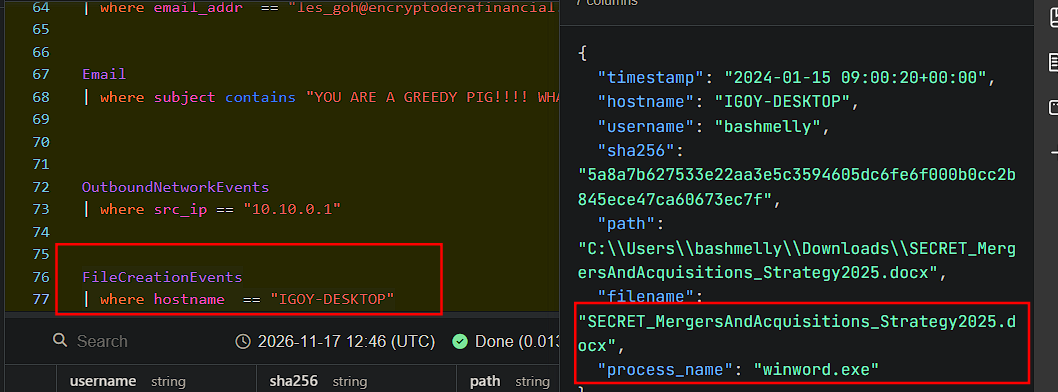 64 | where email_addr == "les_goh@encryptoderafinancial
65
66
67 Email
68 | where subject contains "YOU ARE A GREEDY PIG!!!! WHA
69
70
71
72 OutboundNetworkEvents
73 | where src_ip == "10.10.0.1"
74
75
76 FileCreationEvents
77 | where hostname == "IGOY-DESKTOP"
Search 2026-11-17 12:46 (UTC) Done (0.013
username string sha256 string path string
7 columns
{
"timestamp": "2024-01-15 09:00:20+00:00",
"hostname": "IGOY-DESKTOP",
"username": "bashmelly",
"sha256":
"5a8a7b627533e22aa3e5c3594605dc6fe6f000b0cc2b
845ece47ca60673ec7f",
"path":
"C:\\Users\\bashmelly\\Downloads\\SECRET_Merg
ersAndAcquisitions_Strategy2025.docx",
"filename":
"SECRET_MergersAndAcquisitions_Strategy2025.d
ocx",
"process_name": "winword.exe"
}